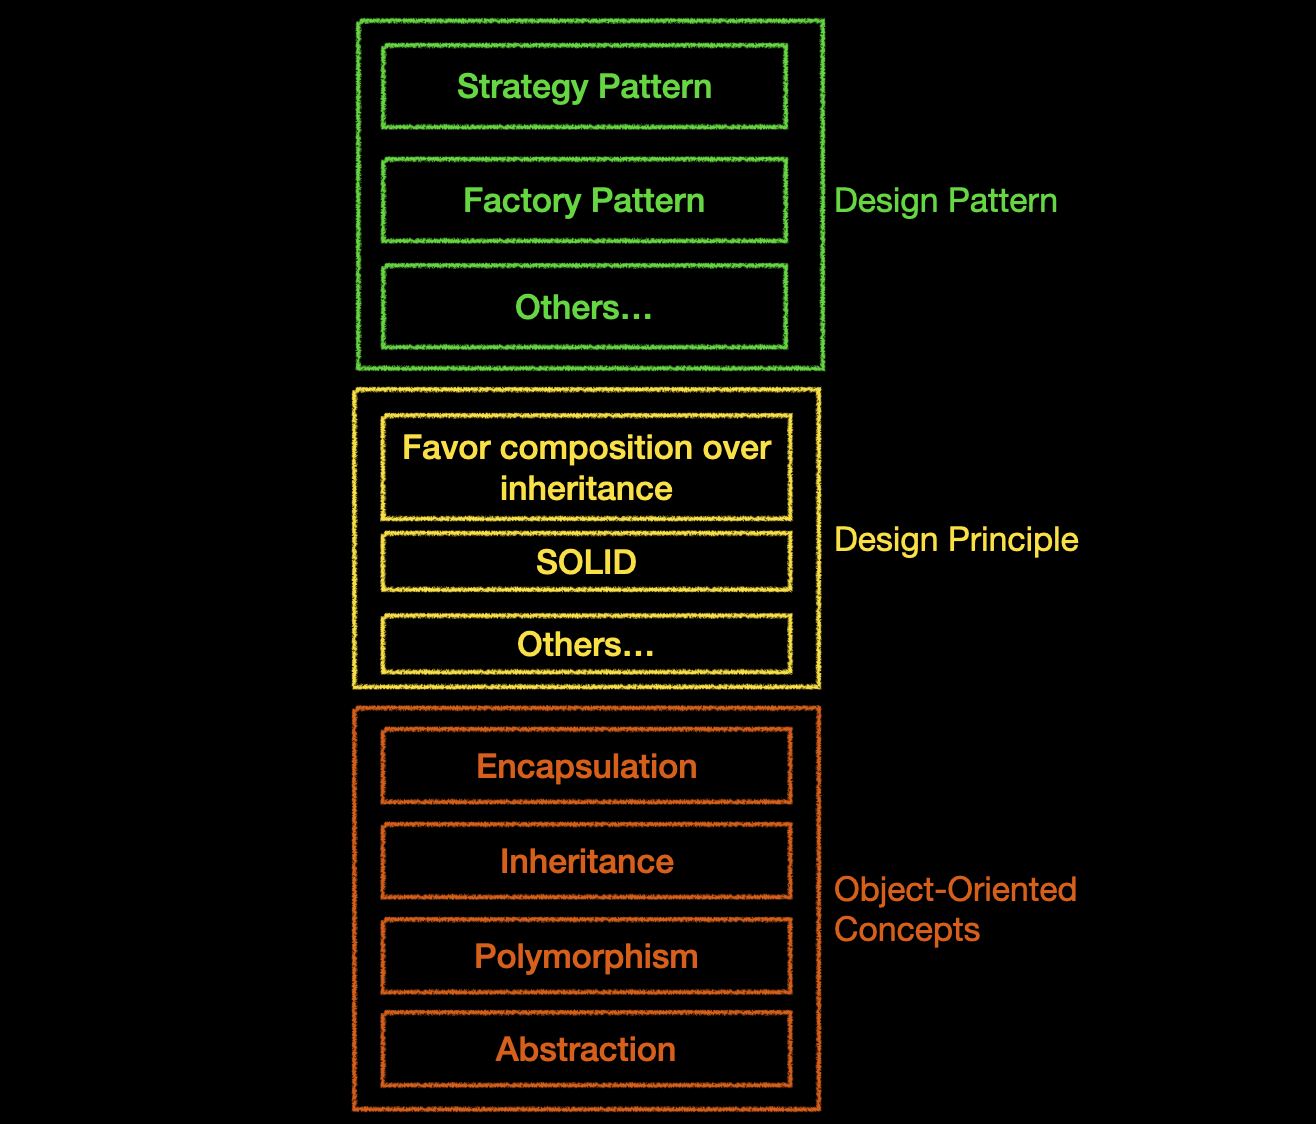 Strategy Pattern
Factory Pattern
Design Pattern
Others...
Favor composition over
inheritance
Design Principle
SOLID
Others...
Encapsulation
Inheritance
Object-Oriented
Concepts
Polymorphism
Abstraction